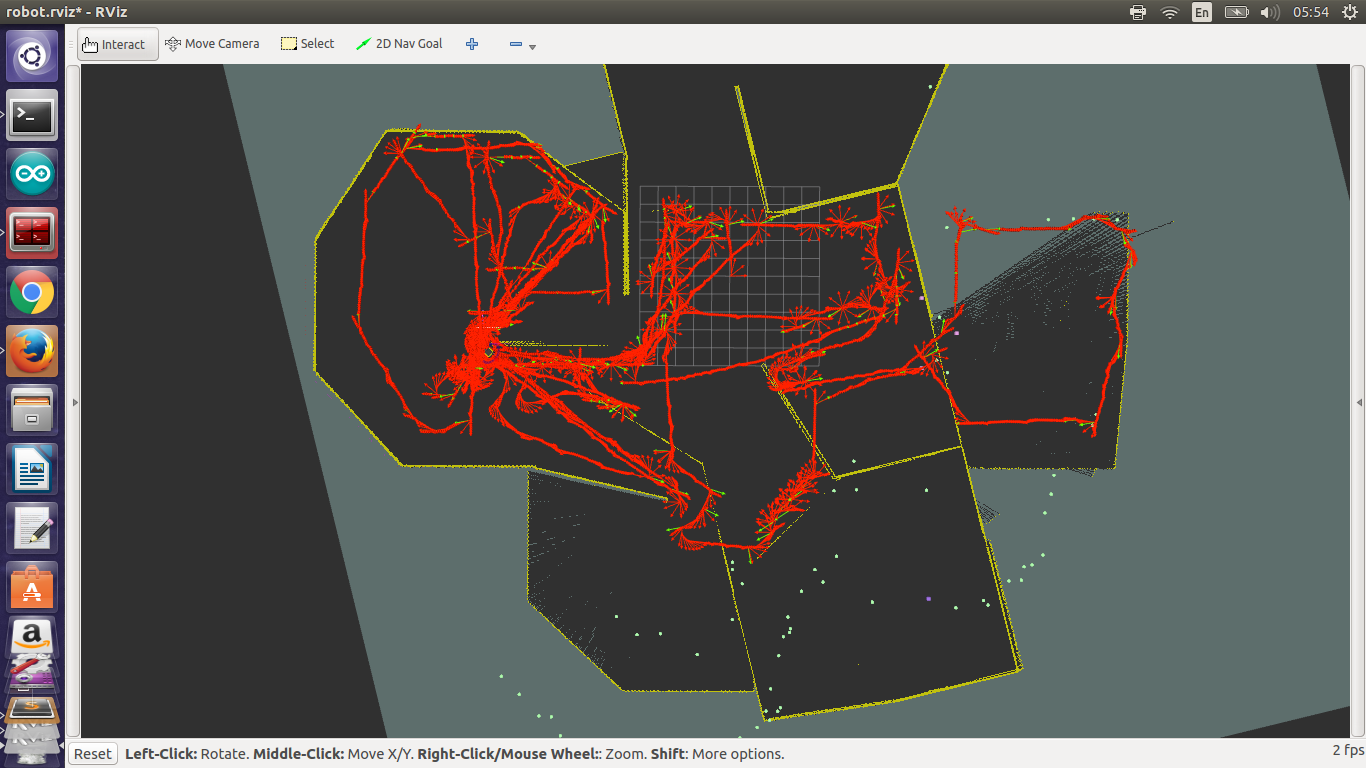 robot.rviz* - RViz
En
05:54
Interact
Move Camera
Select
2D Nav Goal
Reset
Left-Click: Rotate. Middle-Click: Move X/Y. Right-Click/Mouse Wheel:: Zoom. Shift: More options.
2 fps